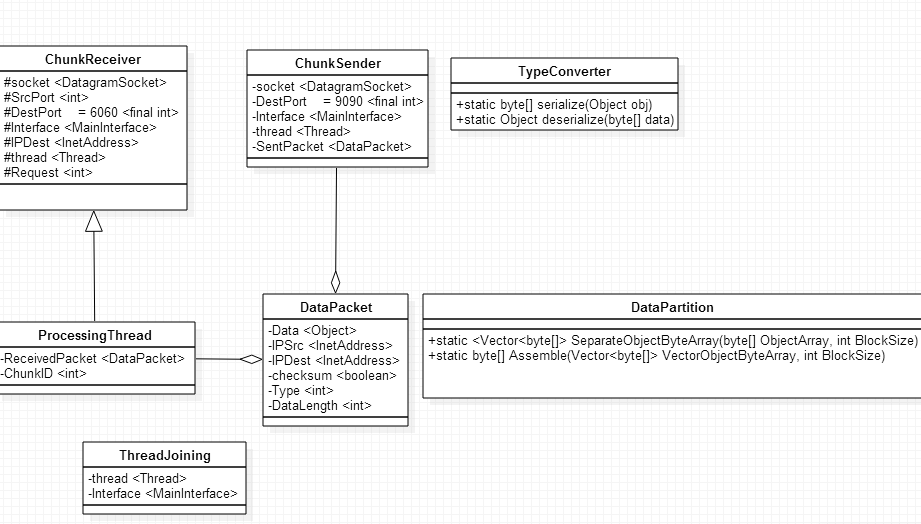 ChunkReceiver
#socket <DatagramSocket>
#SrcPort <int>
#DestPort = 6060 <final int>
#Interface <MainInterface>
#IPDest <InetAddress>
#thread <Thread>
#Request <int>
ChunkSender
-socket <DatagramSocket>
-DestPort = 9090 <final int>
-Interface <MainInterface>
-thread <Thread>
-SentPacket <DataPacket>
TypeConverter
+static byte[] serialize(Object obj)
+static Object deserialize(byte[] data)
ProcessingThread
-ReceivedPacket <DataPacket>
-ChunkID <int>
DataPacket
-Data <Object>
-IPSrc <InetAddress>
-IPDest <InetAddress>
-checksum <boolean>
-Type <int>
-DataLength <int>
DataPartition
+static <Vector<byte[]> SeparateObjectByteArray(byte[] ObjectArray, int BlockSize)
+static byte[] Assemble(Vector<byte[]> VectorObjectByteArray, int BlockSize)
ThreadJoining
-thread <Thread>
-Interface <MainInterface>